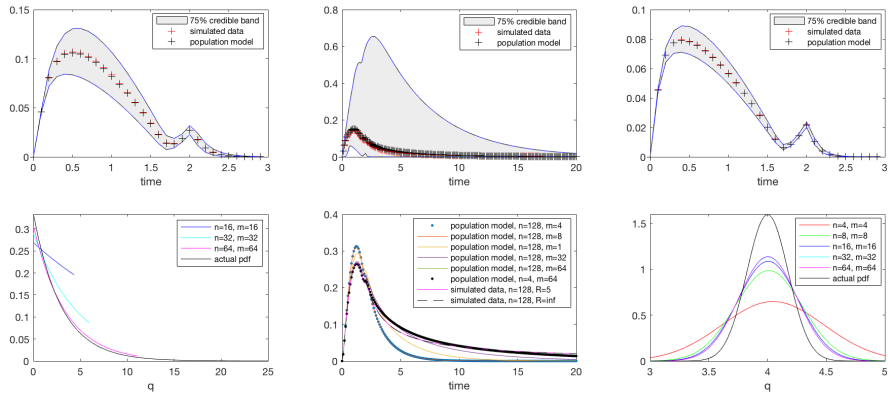 0.15
0.1
0.05
0
0 0.5 1 1.5 2 2.5 3
time
75% credible band
simulated data
population model
0.8
0.6
0.4
0.2
0
0 5 10 15 20
time
75% credible band
simulated data
population model
0.1
0.08
0.06
0.04
0.02
0
0 0.5 1 1.5 2 2.5 3
time
75% credible band
simulated data
population model
0.3
0.25
0.2
0.15
0.1
0.05
0
0 5 10 15 20 25
q
n=16, m=16
n=32, m=32
n=64, m=64
actual pdf
0.4
0.3
0.2
0.1
0
0 5 10 15 20
time
population model, n=128, m=4
population model, n=128, m=8
population model, n=128, m=1
population model, n=128, m=32
population model, n=128, m=64
population model, n=4, m=64
simulated data, n=128, R=5
simulated data, n=128, R=inf
1.5
1
0.5
0
3 3.5 4 4.5 5
q
n=4, m=4
n=8, m=8
n=16, m=16
n=32, m=32
n=64, m=64
actual pdf